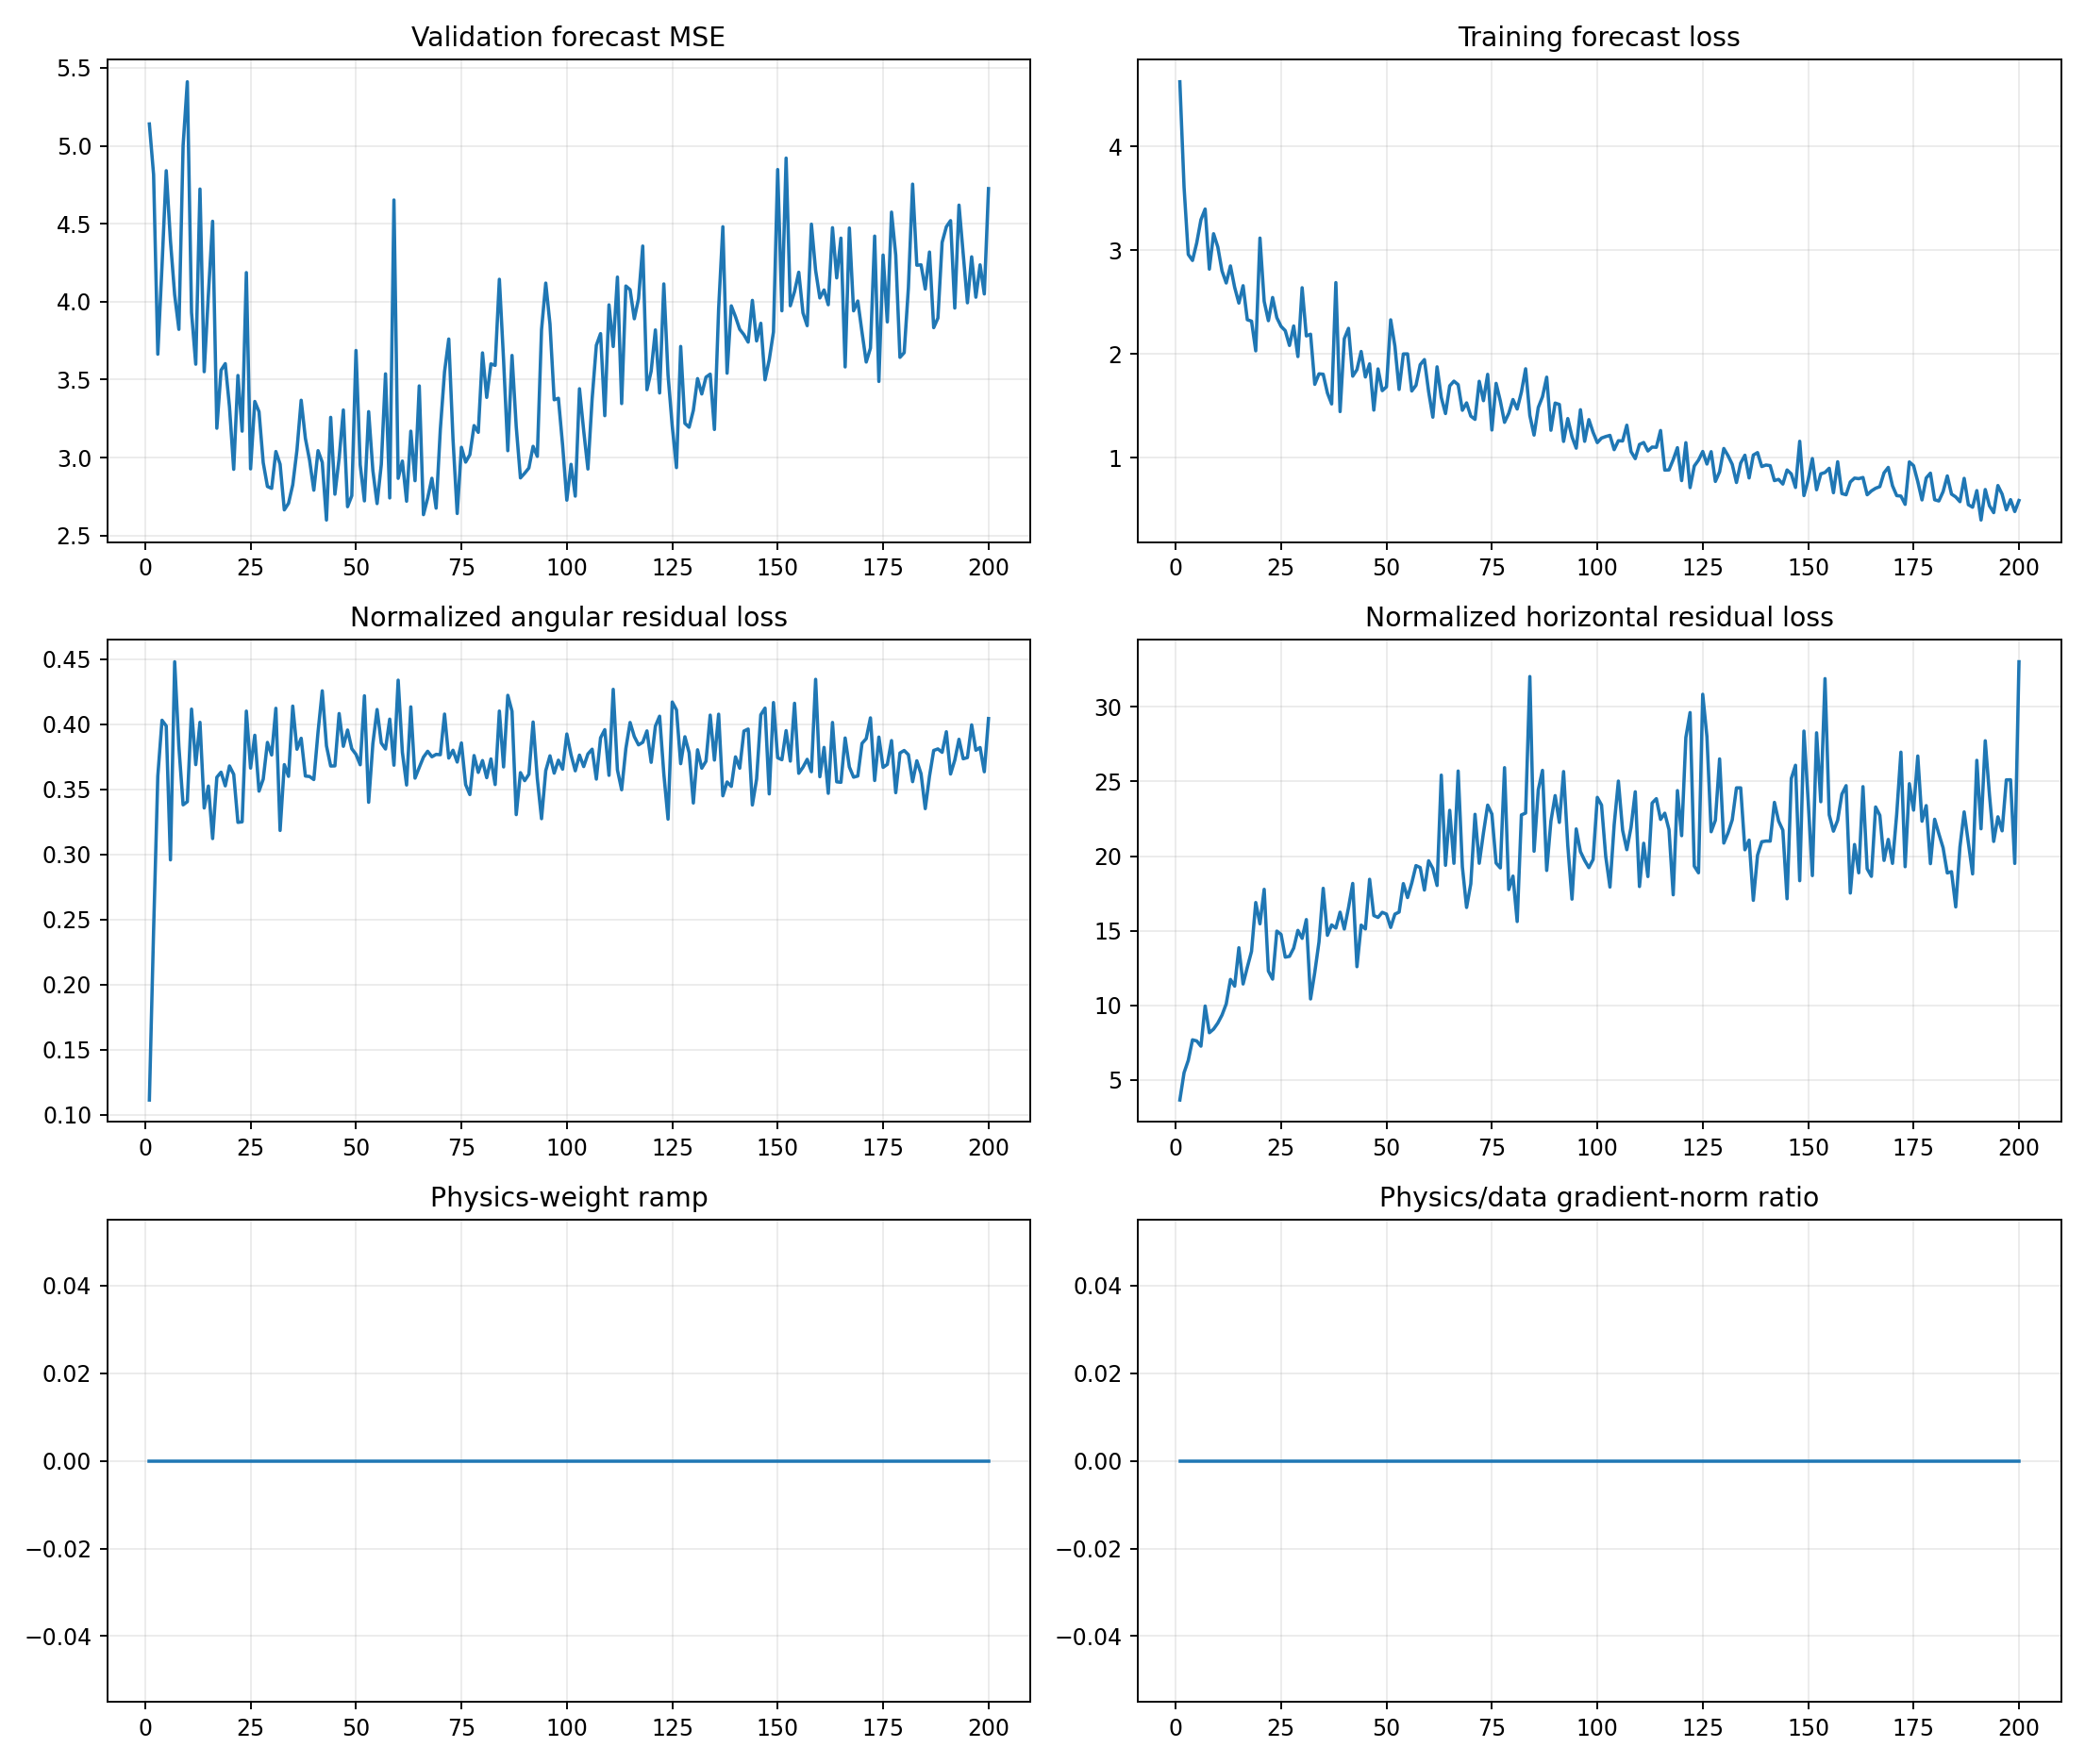 Validation forecast MSE
Training forecast loss
5.5
5.0
4.5
4.0
3.5
3.0
2.5
0 25 50 75 100 125 150 175 200
4
3
2
1
0 25 50 75 100 125 150 175 200
Normalized angular residual loss
Normalized horizontal residual loss
0.45
0.40
0.35
0.30
0.25
0.20
0.15
0.10
0 25 50 75 100 125 150 175 200
30
25
20
15
10
5
0 25 50 75 100 125 150 175 200
Physics-weight ramp
Physics/data gradient-norm ratio
0.04
0.02
0.00
−0.02
−0.04
0 25 50 75 100 125 150 175 200
0.04
0.02
0.00
−0.02
−0.04
0 25 50 75 100 125 150 175 200